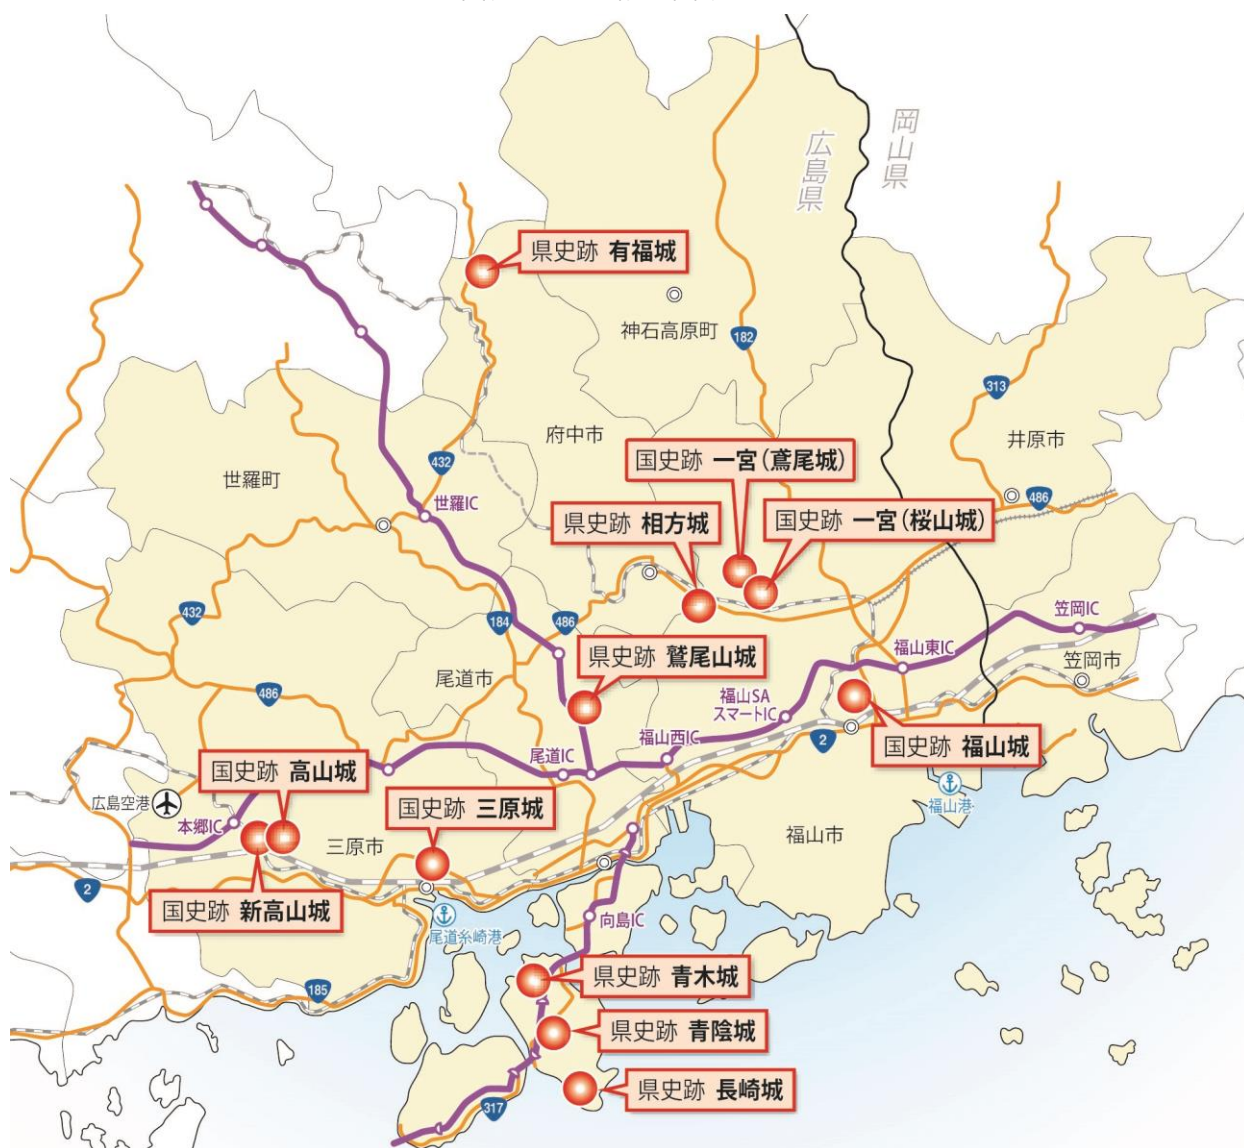 広島県
岡山県
県史跡 有福城
神石高原町
182
313
府中市
井原市
国史跡 一宮(鳶尾城)
432
世羅町
世羅IC
486
県史跡 相方城
国史跡 一宮(桜山城)
笠岡IC
432
184
486
福山東IC
県史跡 鷲尾山城
笠岡市
尾道市
486
福山SA
スマートIC
福山西IC
2
国史跡 福山城
尾道IC
国史跡 高山城
福山港
広島空港
本郷IC
国史跡 三原城
三原市
福山市
2
国史跡 新高山城
向島IC
尾道糸崎港
県史跡 青木城
185
県史跡 青陰城
県史跡 長崎城
317